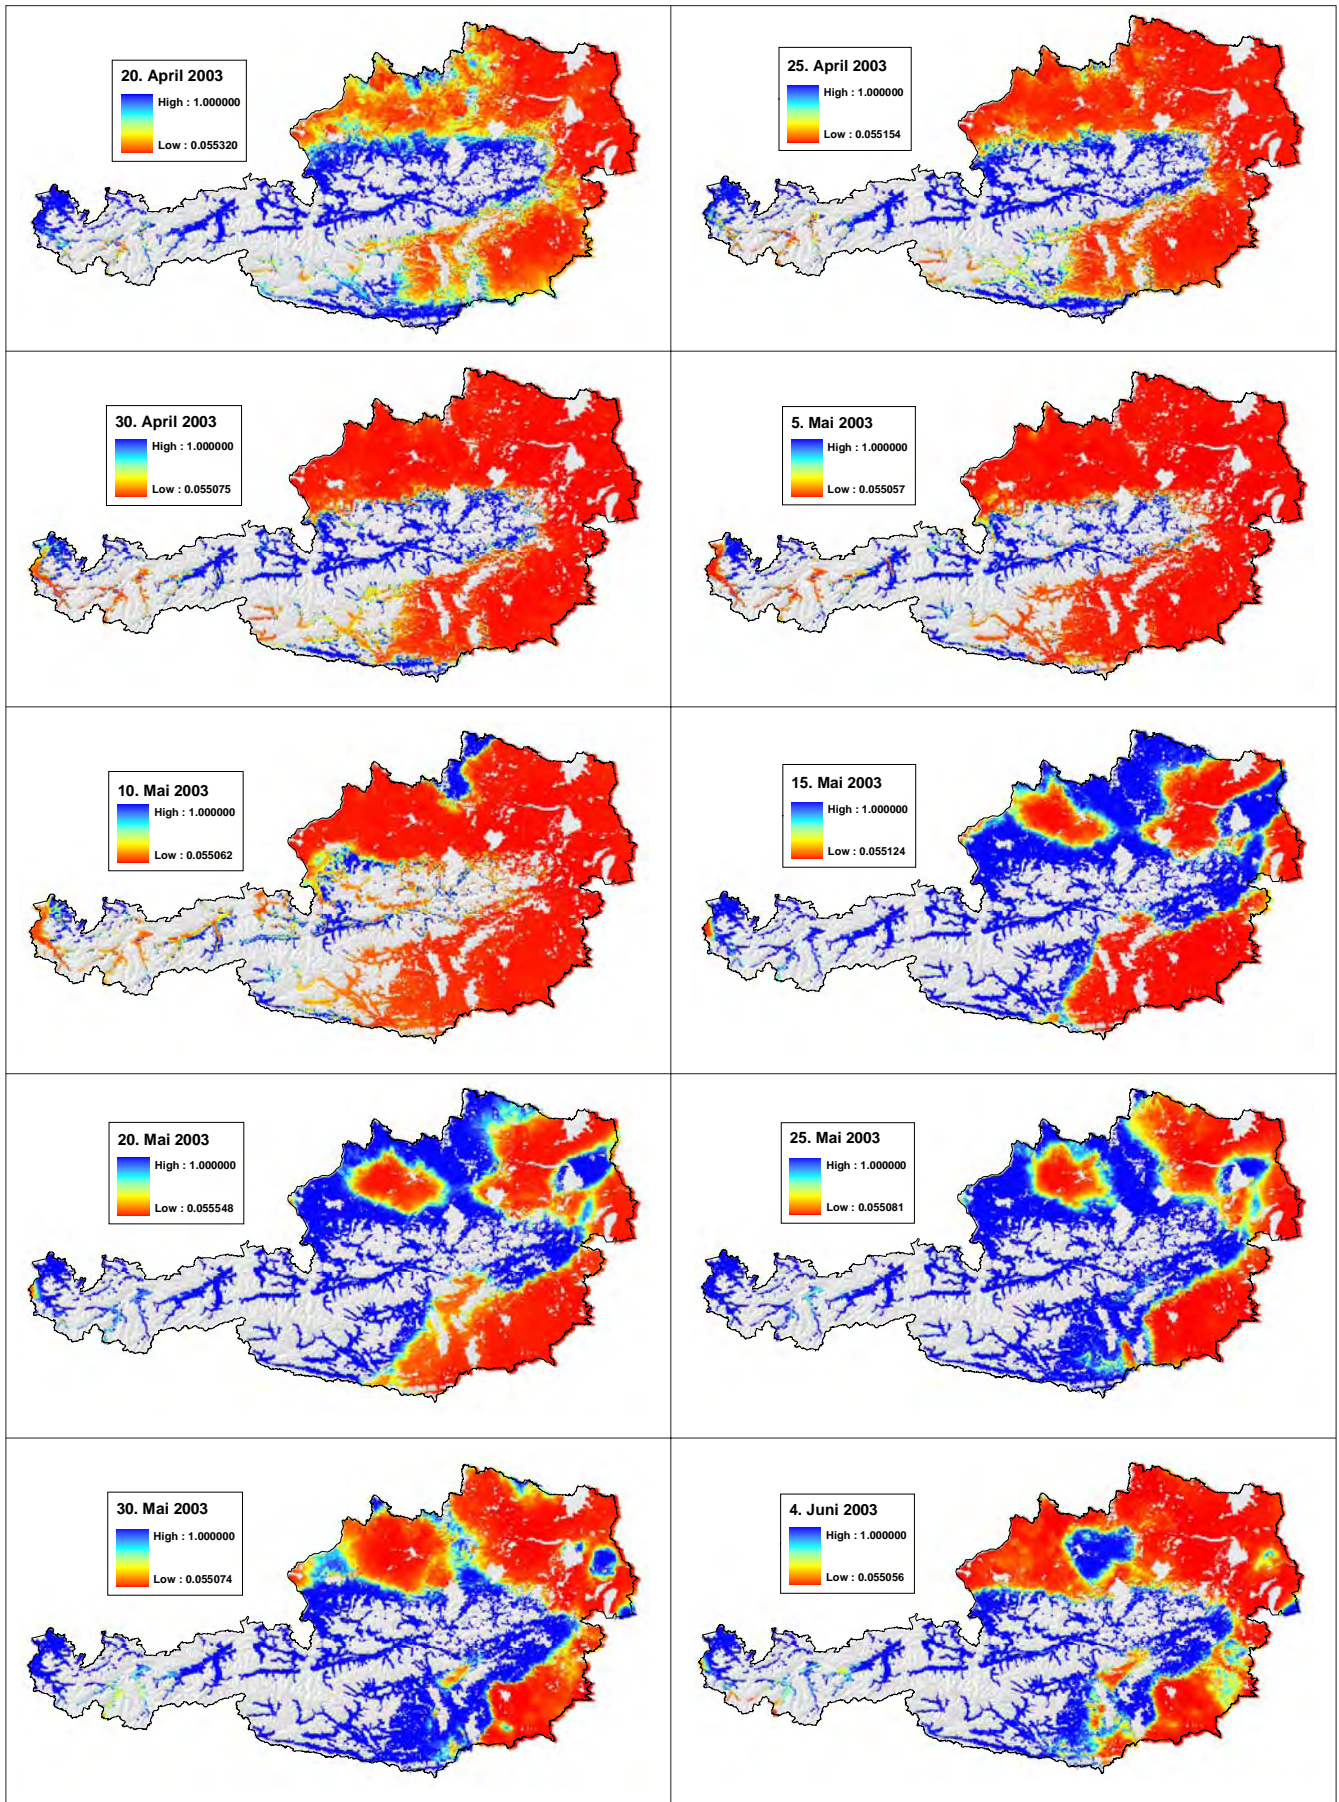 20. April 2003
High : 1.000000
Low : 0.055320
25. April 2003
High : 1.000000
Low : 0.055154
30. April 2003
High : 1.000000
Low : 0.055075
5. Mai 2003
High : 1.000000
Low : 0.055057
10. Mai 2003
High : 1.000000
Low : 0.055062
15. Mai 2003
High : 1.000000
Low : 0.055124
20. Mai 2003
High : 1.000000
Low : 0.055548
25. Mai 2003
High : 1.000000
Low : 0.055081
30. Mai 2003
High : 1.000000
Low : 0.055074
4. Juni 2003
High : 1.000000
Low : 0.055056